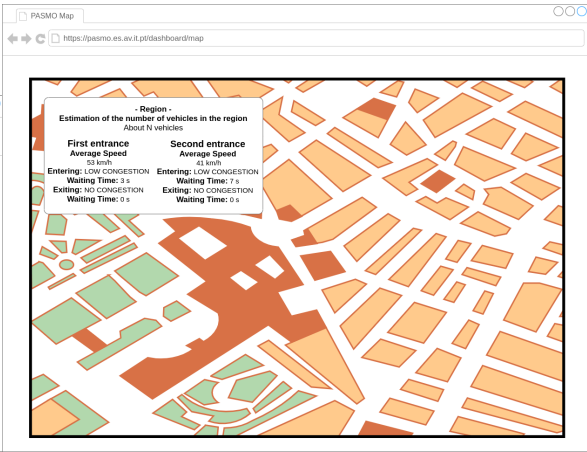 PASMO Map
https://pasmo.es.av.it.pt/dashboard/map
- Region -
Estimation of the number of vehicles in the region
About N vehicles
First entrance
Average Speed
53 km/h
Entering: LOW CONGESTION
Waiting Time: 3 s
Exiting: NO CONGESTION
Waiting Time: 0 s
Second entrance
Average Speed
41 km/h
Entering: LOW CONGESTION
Waiting Time: 7 s
Exiting: NO CONGESTION
Waiting Time: 0 s